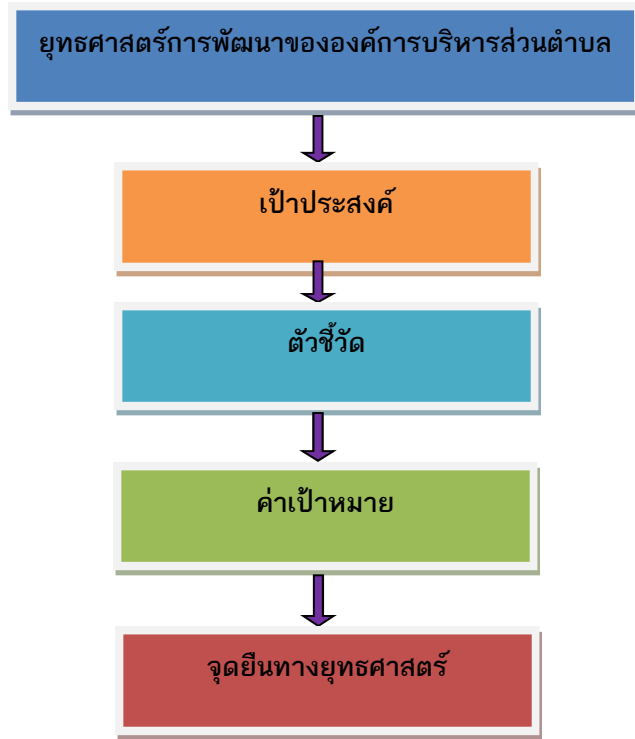 ยุทธศาสตร์การพัฒนาขององค์การบริหารส่วนตำบล
เป้าประสงค์
ตัวชี้วัด
ค่าเป้าหมาย
จุดยืนทางยุทธศาสตร์